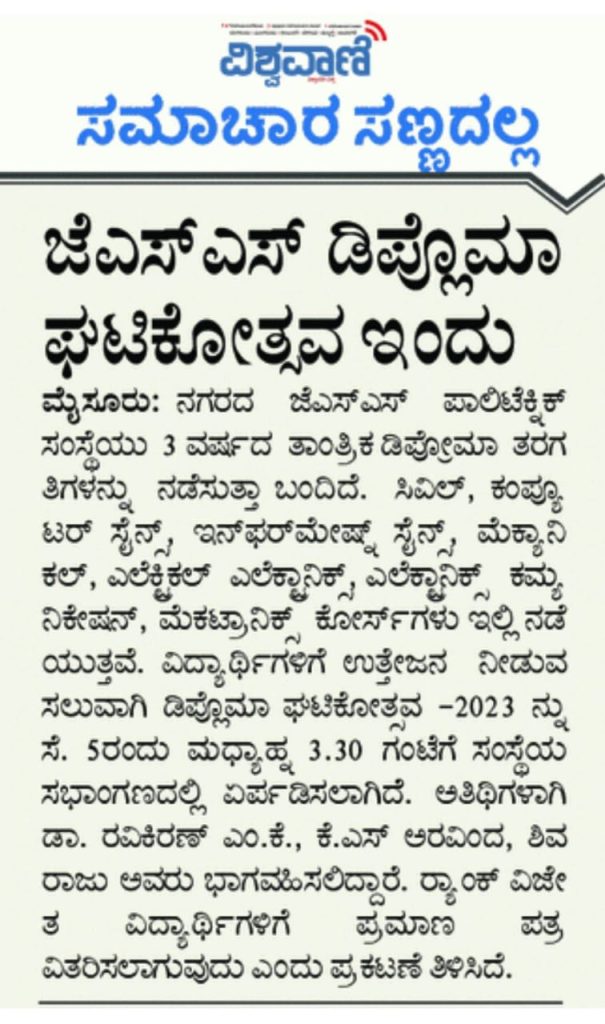 ವಿಶ್ವವಾಣಿ
ಸಮಾಚಾರ ಸಣ್ಣದಲ್ಲ
ಜೆಎಸ್‌ಎಸ್ ಡಿಪ್ಲೊಮಾ
ಘಟಿಕೋತ್ಸವ ಇಂದು
ಮೈಸೂರು: ನಗರದ ಜೆಎಸ್‌ಎಸ್ ಪಾಲಿಟೆಕ್ನಿಕ್
ಸಂಸ್ಥೆಯು 3 ವರ್ಷದ ತಾಂತ್ರಿಕ ಡಿಪ್ರೋಮಾ ತರಗ
ತಿಗಳನ್ನು ನಡೆಸುತ್ತಾ ಬಂದಿದೆ. ಸಿವಿಲ್, ಕಂಪ್ಯೂ
ಟರ್ ಸೈನ್ಸ್, ಇನ್‌ಫರ್‌ಮೇಷ್ನ್ ಸೈನ್ಸ್, ಮೆಕ್ಯಾನಿ
ಕಲ್, ಎಲೆಕ್ಟ್ರಿಕಲ್ ಎಲೆಕ್ಟ್ರಾನಿಕ್ಸ್, ಎಲೆಕ್ಟ್ರಾನಿಕ್ಸ್ ಕಮ್ಯ
ನಿಕೇಷನ್, ಮೆಕಟ್ರಾನಿಕ್ಸ್ ಕೋರ್ಸ್‌ಗಳು ಇಲ್ಲಿ ನಡೆ
ಯುತ್ತವೆ. ವಿದ್ಯಾರ್ಥಿಗಳಿಗೆ ಉತ್ತೇಜನ ನೀಡುವ
ಸಲುವಾಗಿ ಡಿಪ್ಲೊಮಾ ಘಟಿಕೋತ್ಸವ -2023 ನ್ನು
ಸೆ. 5ರಂದು ಮಧ್ಯಾಹ್ನ 3.30 ಗಂಟೆಗೆ ಸಂಸ್ಥೆಯ
ಸಭಾಂಗಣದಲ್ಲಿ ಏರ್ಪಡಿಸಲಾಗಿದೆ. ಅತಿಥಿಗಳಾಗಿ
ಡಾ. ರವಿಕಿರಣ್ ಎಂ.ಕೆ., ಕೆ.ಎಸ್ ಅರವಿಂದ, ಶಿವ
ರಾಜು ಅವರು ಭಾಗವಹಿಸಲಿದ್ದಾರೆ. ರ‍್ಯಾಂಕ್ ವಿಜೇ
ತ ವಿದ್ಯಾರ್ಥಿಗಳಿಗೆ ಪ್ರಮಾಣ ಪತ್ರ
ವಿತರಿಸಲಾಗುವುದು ಎಂದು ಪ್ರಕಟಣೆ ತಿಳಿಸಿದೆ.